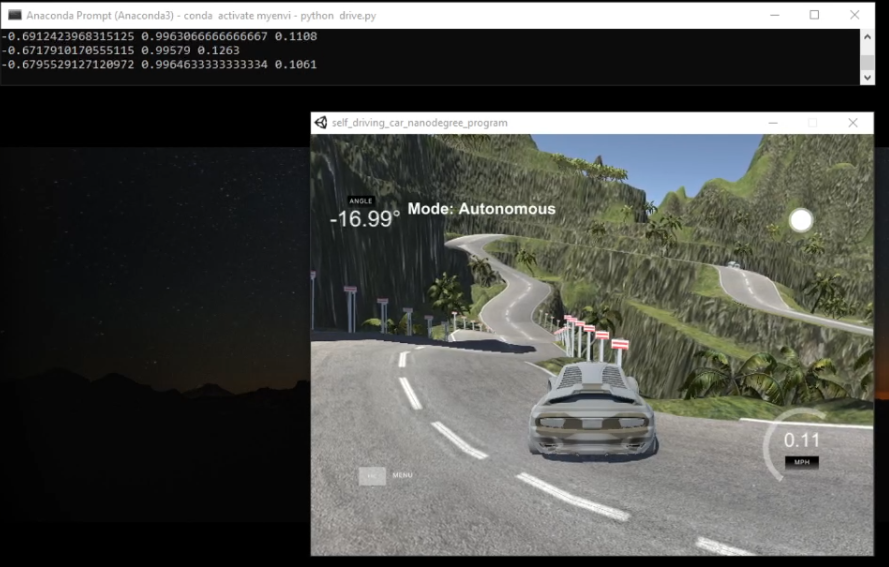 Anaconda Prompt (Anaconda3) - conda activate myenvi - python drive.py
-0.6912423968315125 0.9963066666666667 0.1108
-0.6717910170555115 0.99579 0.1263
-0.6795529127120972 0.9964633333333334 0.1061
self_driving_car_nanodegree_program
ANGLE
-16.99° Mode: Autonomous
0.11
MPH
MENU